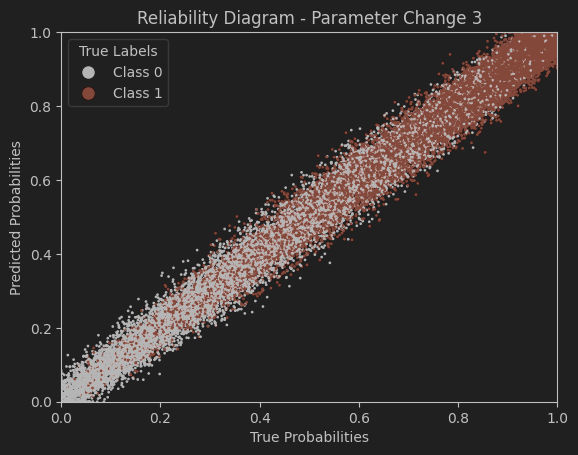 Reliability Diagram - Parameter Change 3
True Labels
Class 0
Class 1
Predicted Probabilities
1.0
0.8
0.6
0.4
0.2
0.0
0.0 0.2 0.4 0.6 0.8 1.0
True Probabilities